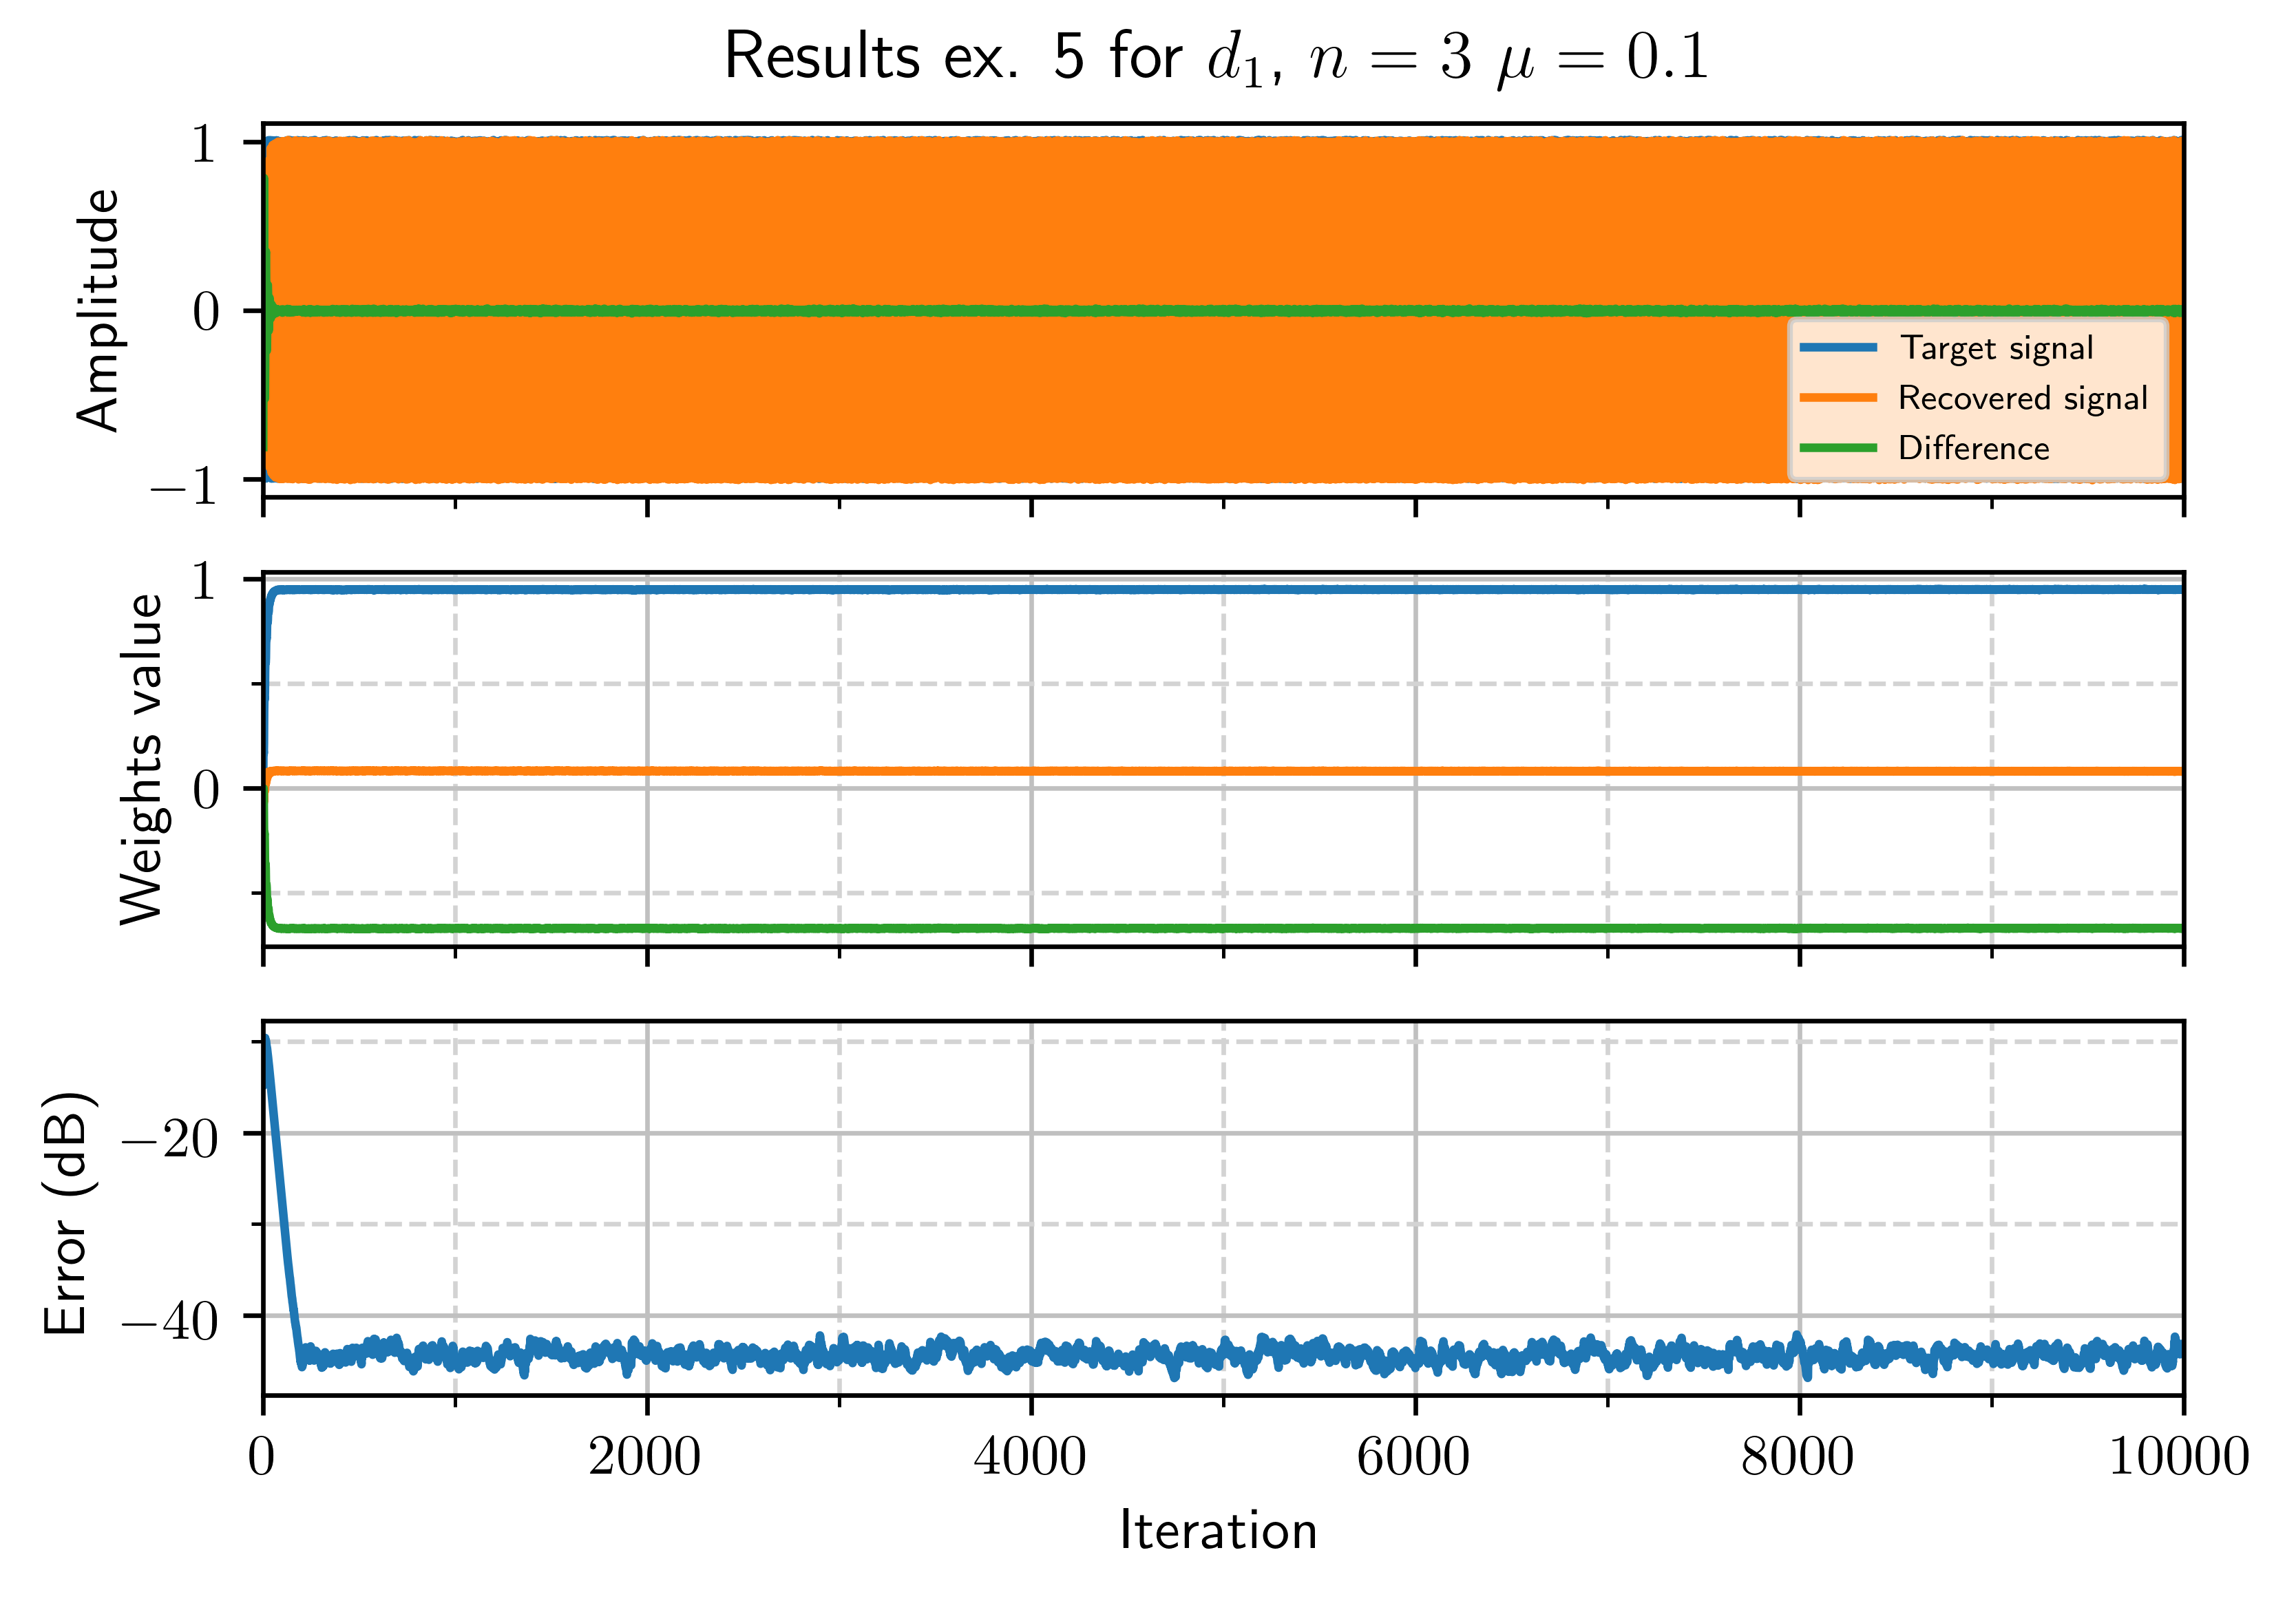 Results ex. 5 for d₁, n = 3 μ = 0.1
Amplitude
1
0
−1
Target signal
Recovered signal
Difference
Weights value
1
0
Error (dB)
−20
−40
0 2000 4000 6000 8000 10000
Iteration